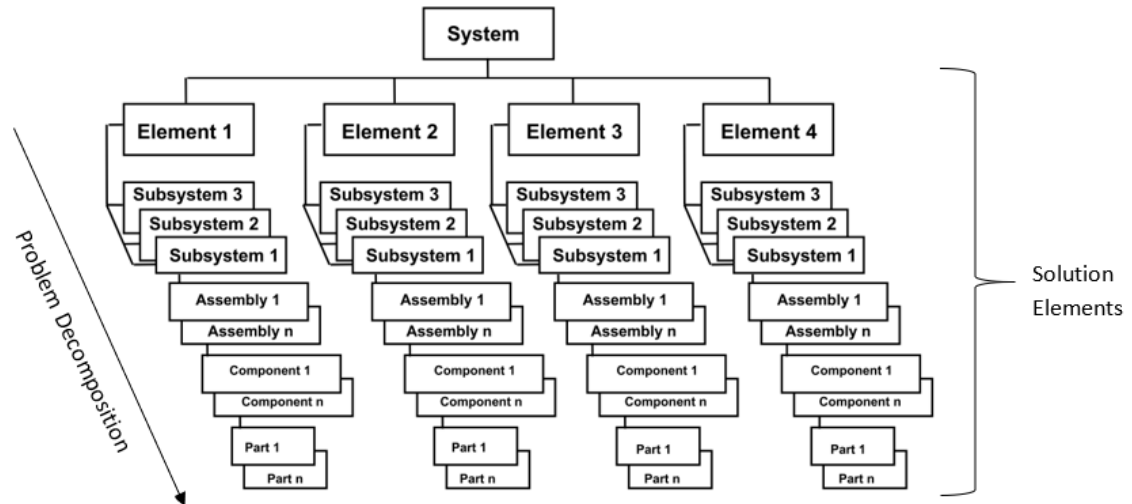 System
Element 1
Element 2
Element 3
Element 4
Subsystem 3
Subsystem 3
Subsystem 3
Subsystem 3
Subsystem 2
Subsystem 2
Subsystem 2
Subsystem 2
Subsystem 1
Subsystem 1
Subsystem 1
Subsystem 1
Assembly 1
Assembly 1
Assembly 1
Assembly 1
Assembly n
Assembly n
Assembly n
Assembly n
Component 1
Component 1
Component 1
Component 1
Component n
Component n
Component n
Component n
Part 1
Part 1
Part 1
Part 1
Part n
Part n
Part n
Part n
Problem Decomposition
Solution
Elements